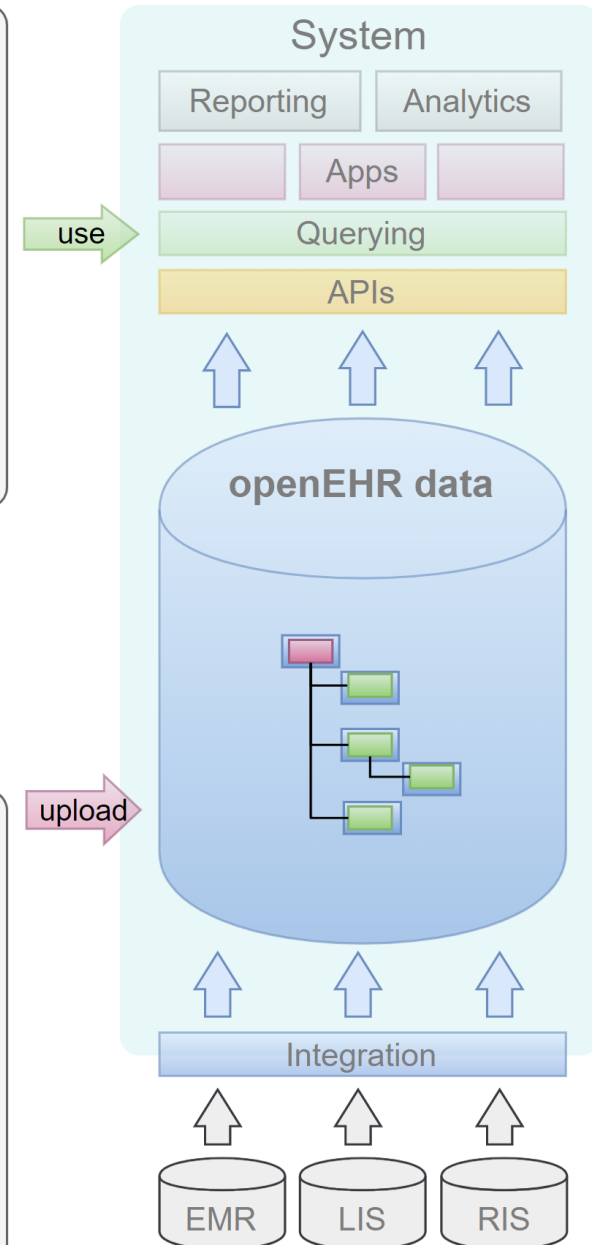 System
Reporting
Analytics
Apps
use
Querying
APIs
openEHR data
upload
Integration
EMR
LIS
RIS